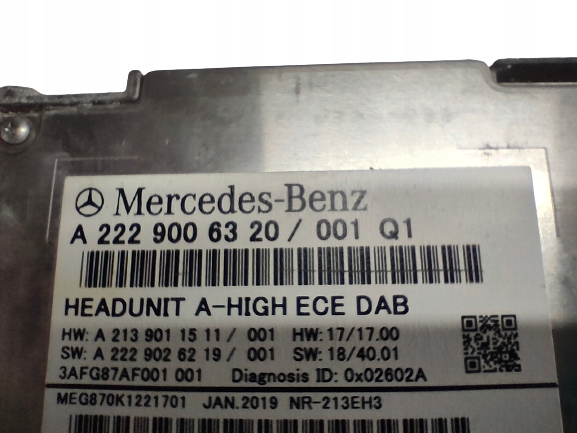 Mercedes-Benz
A 222 900 63 20 / 001 Q1
HEADUNIT A-HIGH ECE DAB
HW: A 213 901 15 11 / 001 HW: 17/17.00
SW: A 222 902 62 19 / 001 SW: 18/40.01
3AFG87AF001 001 Diagnosis ID: 0x02602A
MEG870K1221701 JAN.2019 NR-213EH3